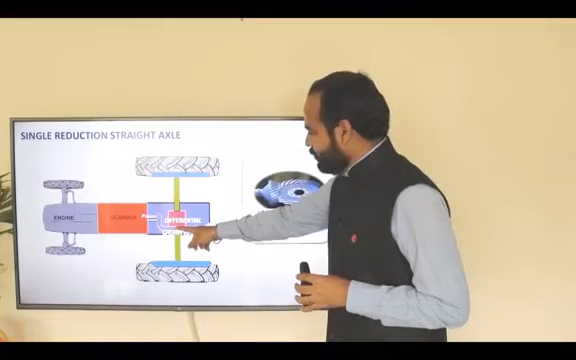 SINGLE REDUCTION STRAIGHT AXLE
ENGINE
GEARBOX
DIFFERENTIAL